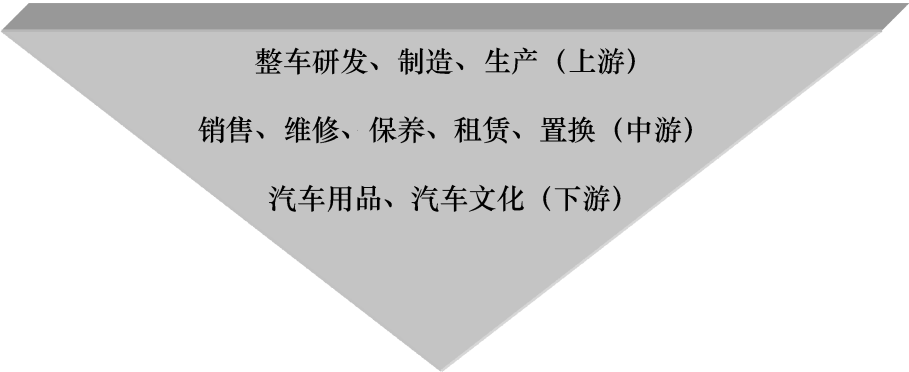 整车研发、制造、生产（上游）
销售、维修、保养、租赁、置换（中游）
汽车用品、汽车文化（下游）